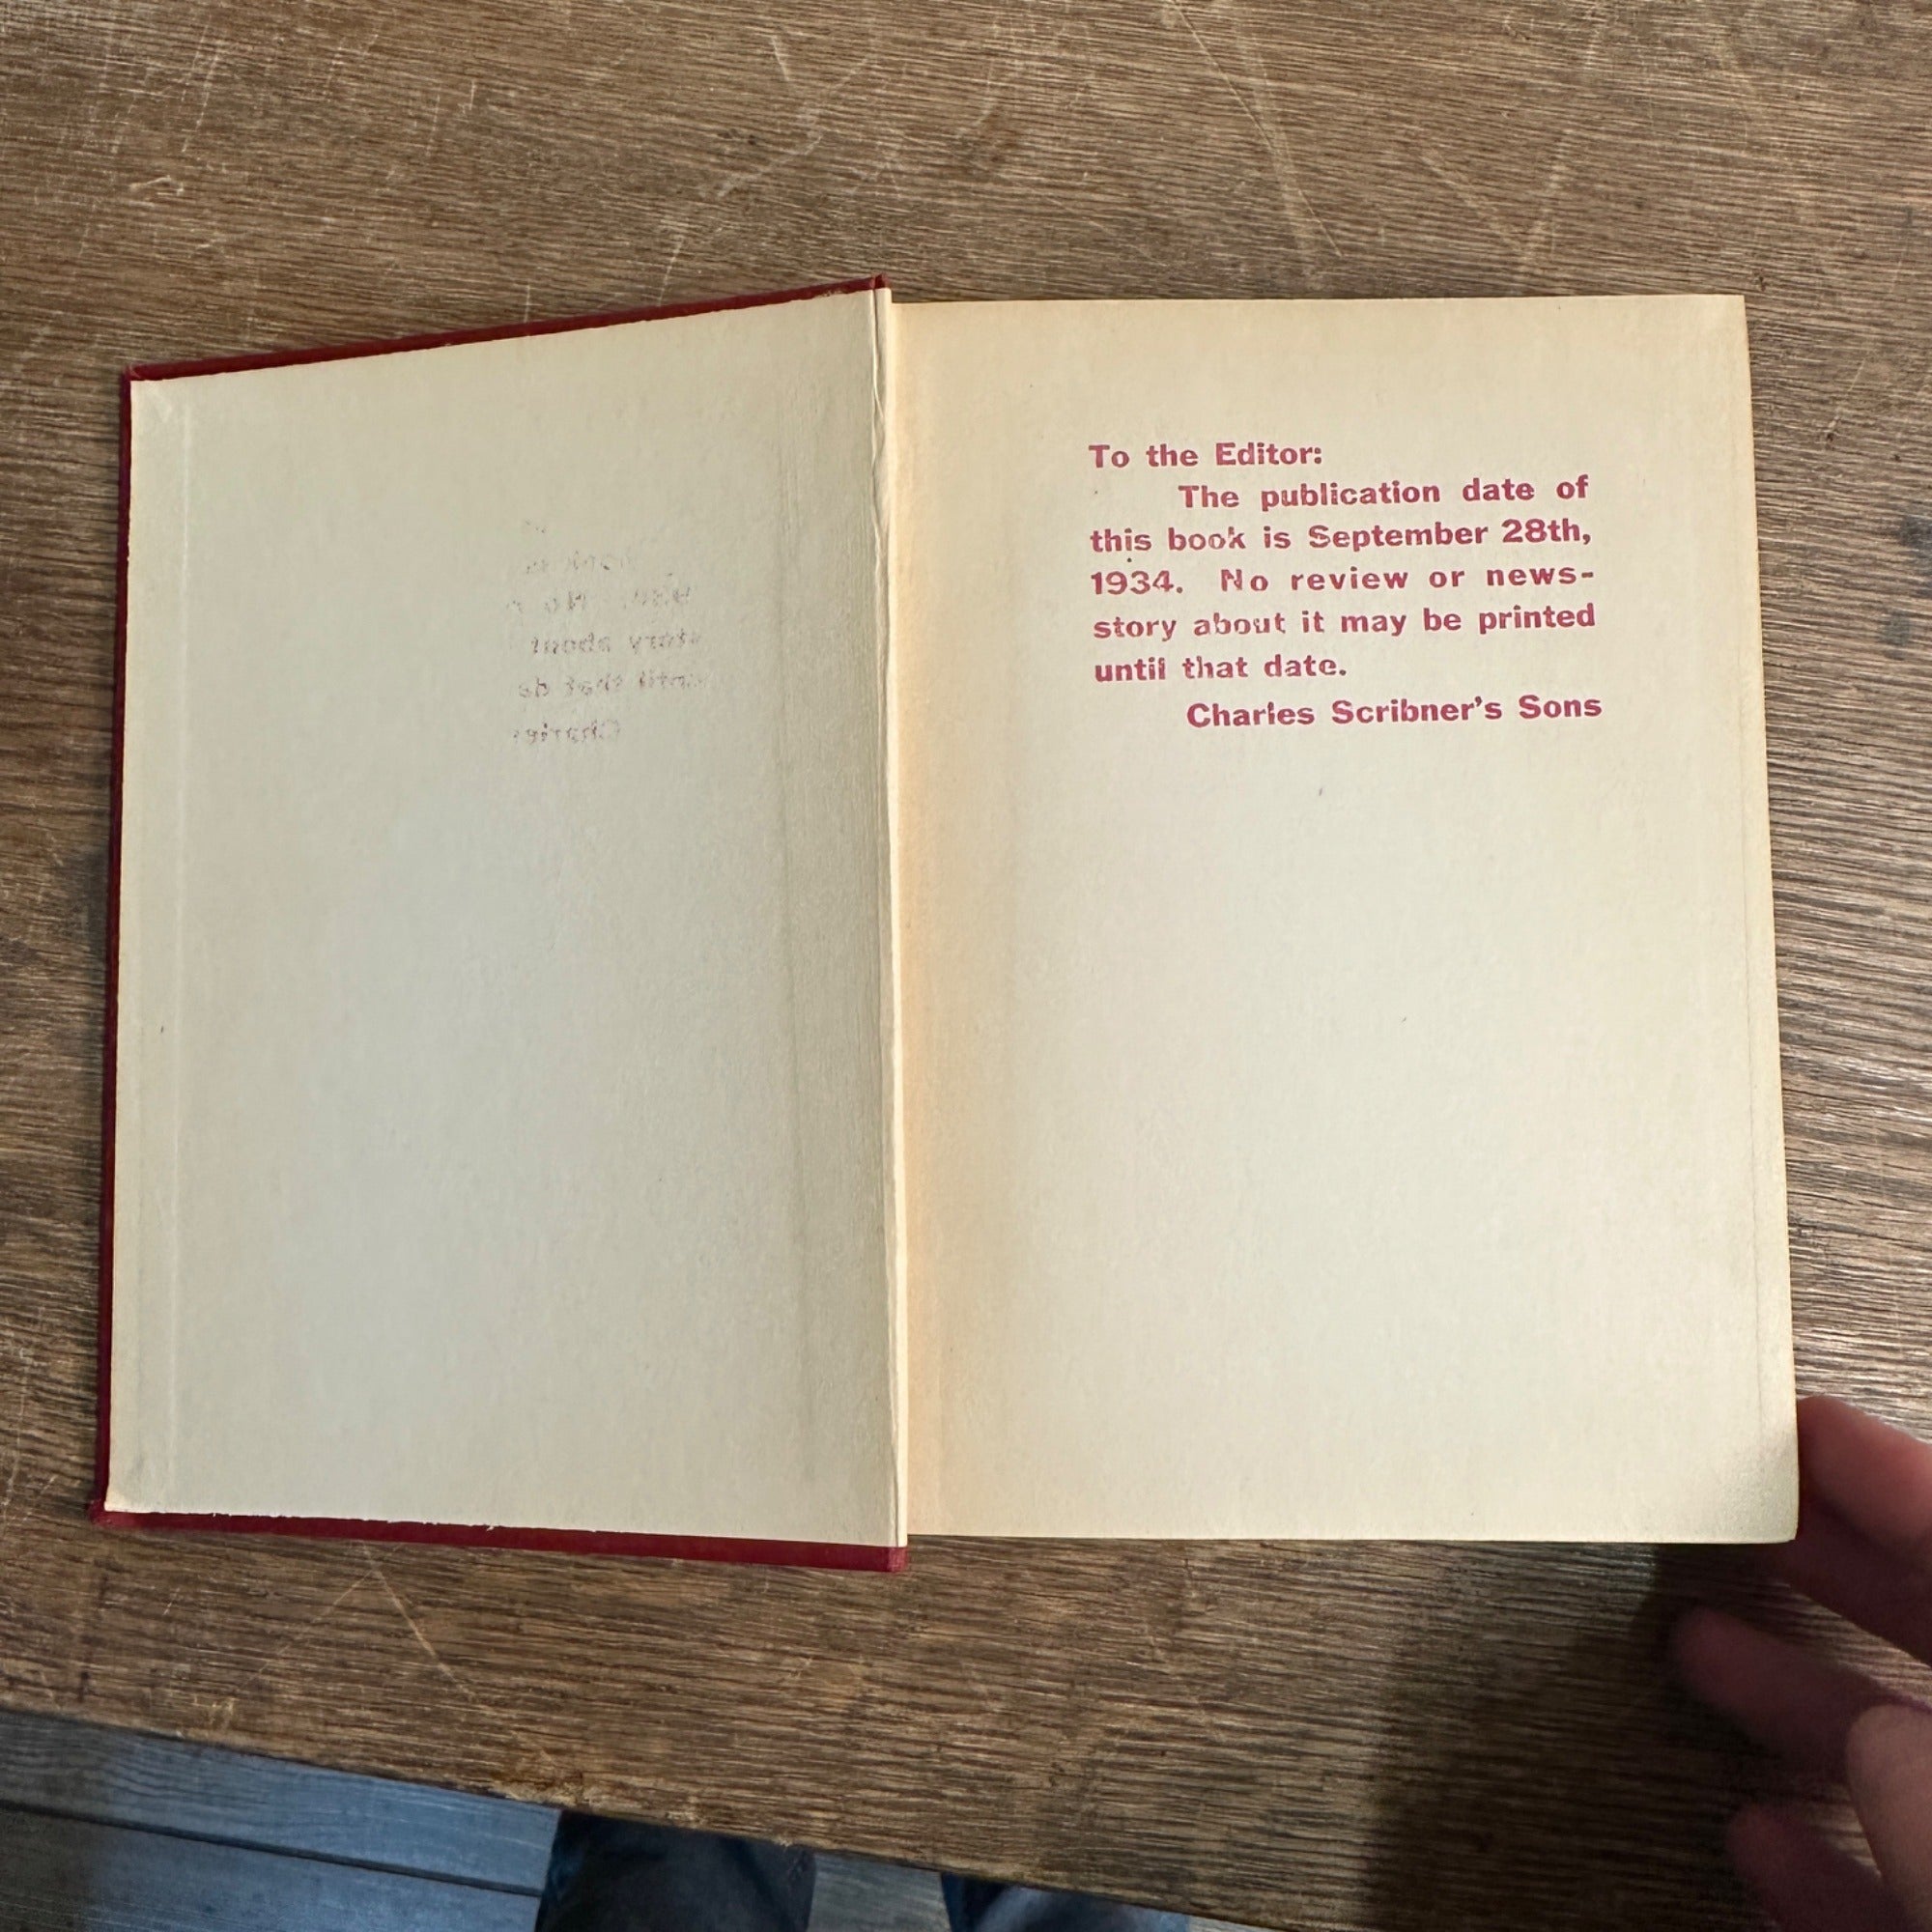 To the Editor:
The publication date of
this book is September 28th,
1934. No review or news-
story about it may be printed
until that date.
Charles Scribner's Sons